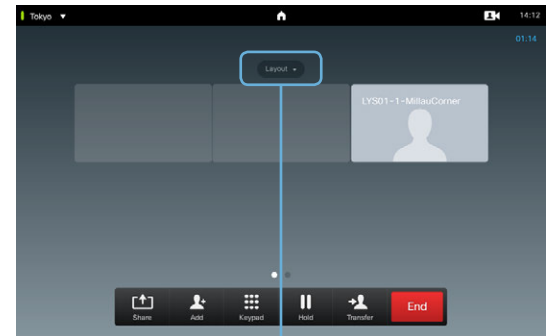 Tokyo
14:12
01:14
Layout
LYS01-1-MillauCorner
Share Add Keypad Hold Transfer End